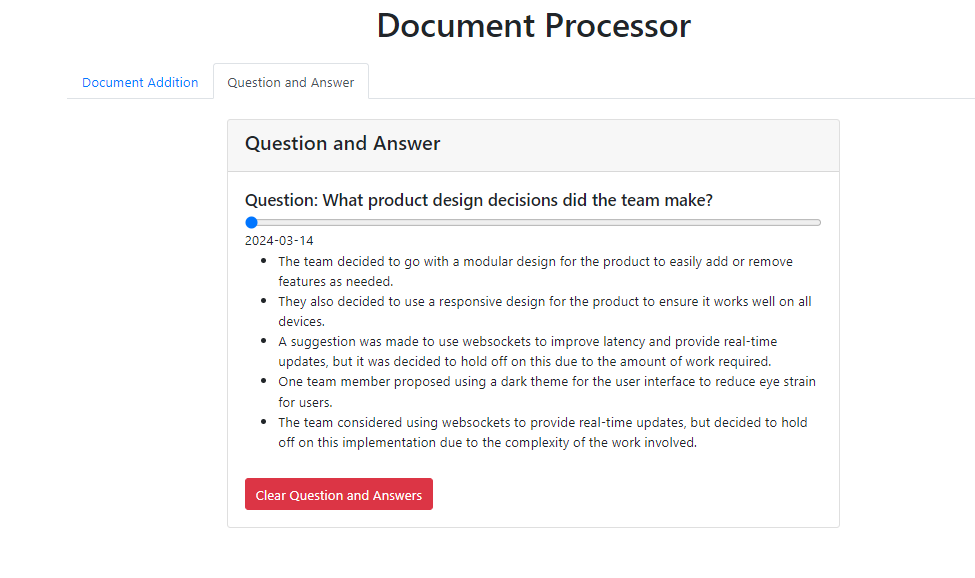 Document Processor
Document Addition
Question and Answer
Question and Answer
Question: What product design decisions did the team make?
2024-03-14
• The team decided to go with a modular design for the product to easily add or remove
features as needed.
• They also decided to use a responsive design for the product to ensure it works well on all
devices.
• A suggestion was made to use websockets to improve latency and provide real-time
updates, but it was decided to hold off on this due to the amount of work required.
• One team member proposed using a dark theme for the user interface to reduce eye strain
for users.
• The team considered using websockets to provide real-time updates, but decided to hold
off on this implementation due to the complexity of the work involved.
Clear Question and Answers